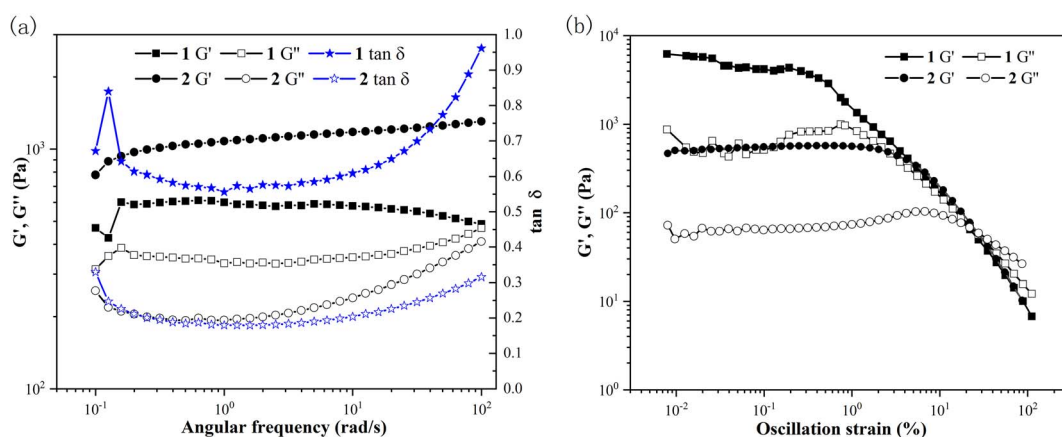 (a)
1 G' 1 G" 1 tan δ
2 G' 2 G" 2 tan δ
G', G" (Pa)
10³
10²
1.0
0.9
0.8
0.7
0.6
0.5
0.4
0.3
0.2
0.1
0.0
tan δ
10⁻¹ 10⁰ 10¹ 10²
Angular frequency (rad/s)
(b)
1 G' 1 G"
2 G' 2 G"
G', G" (Pa)
10⁴
10³
10²
10¹
10⁰
10⁻² 10⁻¹ 10⁰ 10¹ 10²
Oscillation strain (%)